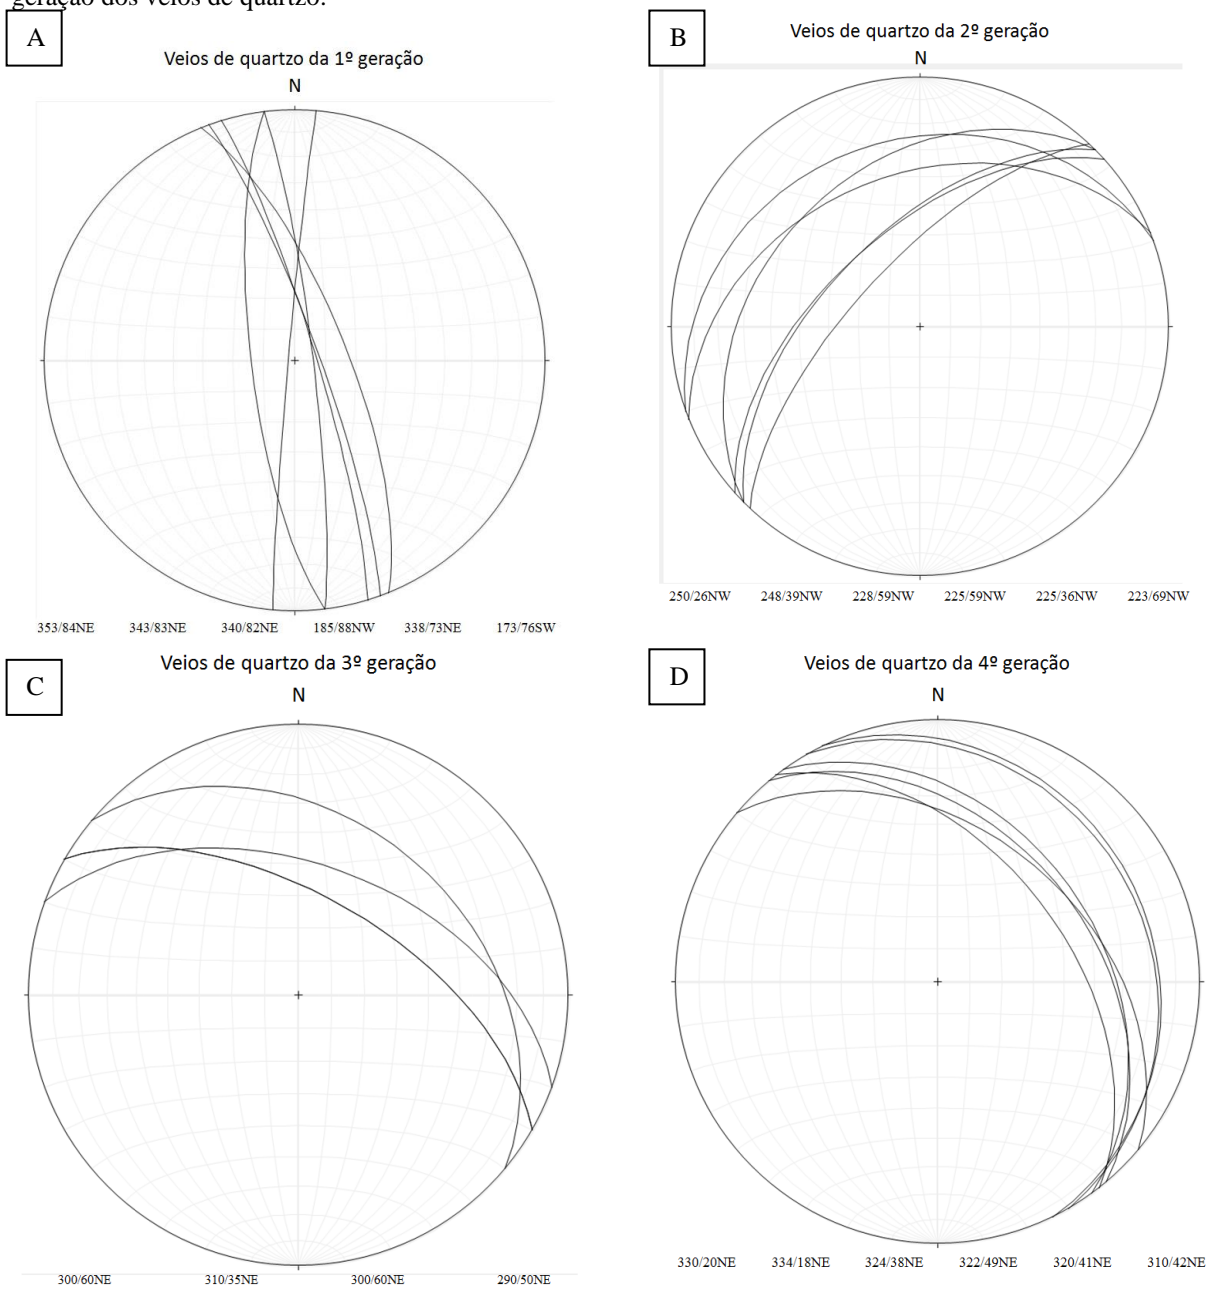 geração dos veios de quartzo.
A
Veios de quartzo da 1º geração
N
353/84NE 343/83NE 340/82NE 185/88NW 338/73NE 173/76SW
B
Veios de quartzo da 2º geração
N
250/26NW 248/39NW 228/59NW 225/59NW 225/36NW 223/69NW
C
Veios de quartzo da 3º geração
N
300/60NE 310/35NE 300/60NE 290/50NE
D
Veios de quartzo da 4º geração
N
330/20NE 334/18NE 324/38NE 322/49NE 320/41NE 310/42NE